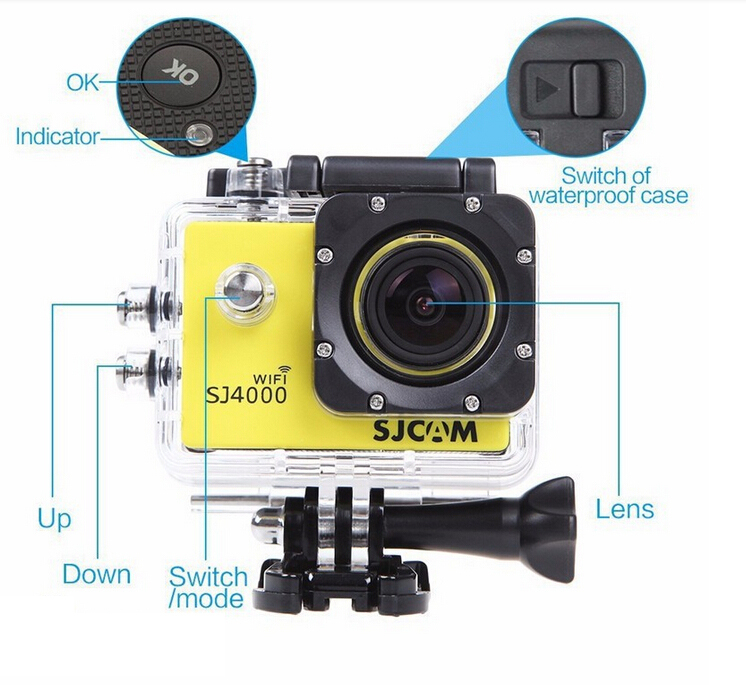 OK
OK
Indicator
Switch of
waterproof case
WIFI
SJ4000
SJCAM
Up
Down
Switch
/mode
Lens